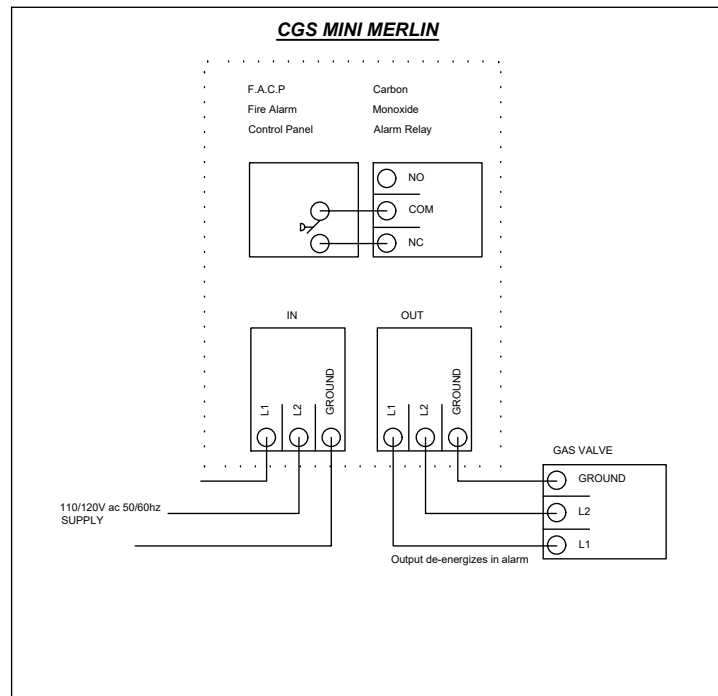 CGS MINI MERLIN
F.A.C.P
Fire Alarm
Control Panel
Carbon
Monoxide
Alarm Relay
NO
COM
NC
IN
OUT
L1
L2
GROUND
L1
L2
GROUND
GAS VALVE
GROUND
L2
L1
110/120V ac 50/60hz
SUPPLY
Output de-energizes in alarm